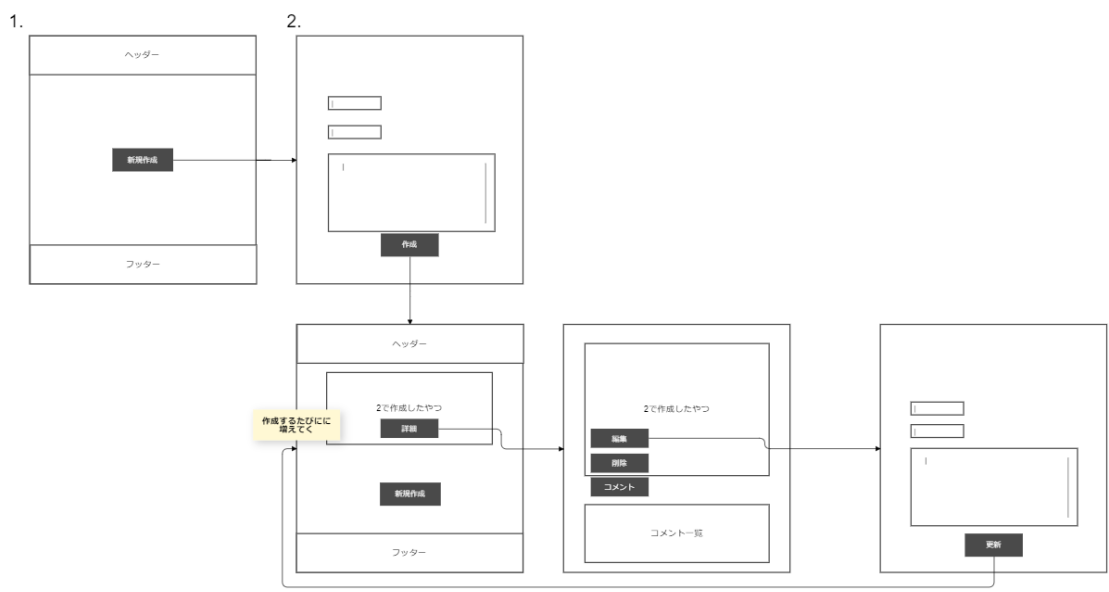 1.
ヘッダー
新規作成
フッター
2.
作成
ヘッダー
2で作成したやつ
詳細
作成するたびにに
増えてく
新規作成
フッター
2で作成したやつ
編集
削除
コメント
コメント一覧
更新